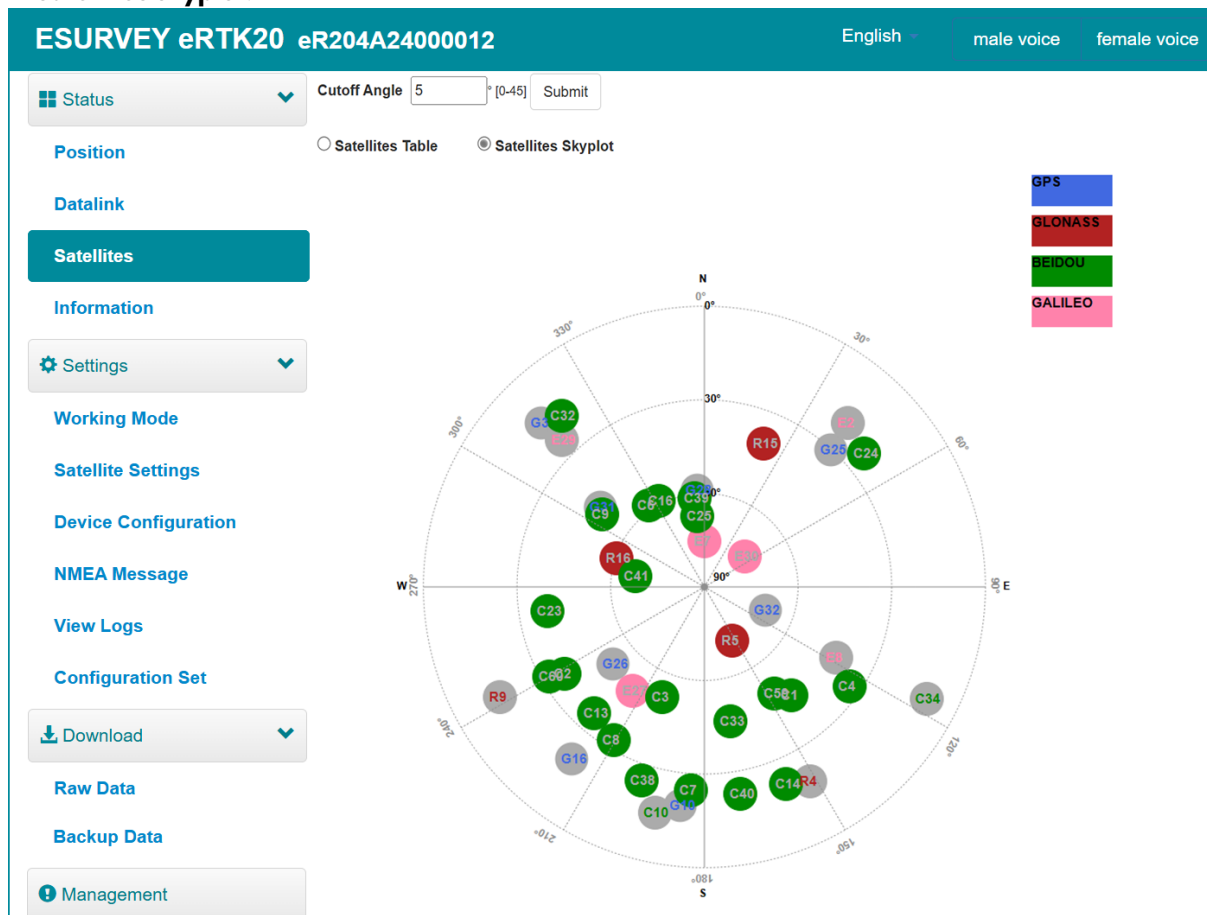 ESURVEY eRTK20 eR204A24000012
English
male voice
female voice
Status
Position
Datalink
Satellites
Information
Settings
Working Mode
Satellite Settings
Device Configuration
NMEA Message
View Logs
Configuration Set
Download
Raw Data
Backup Data
Management
Cutoff Angle 5 ° [0-45] Submit
Satellites Table
Satellites Skyplot
GPS
GLONASS
BEIDOU
GALILEO
N
0°
0°
330°
30°
C32
30°
R15
G25
C24
300°
60°
C16
C39
C9
C25
R16
C41
90°
W
270°
E
C23
G32
R5
G26
R9
C3
C1
C4
C34
C13
C33
240°
120°
C8
G16
C38
C7
C40
C14
R4
C10
210°
150°
180°
S